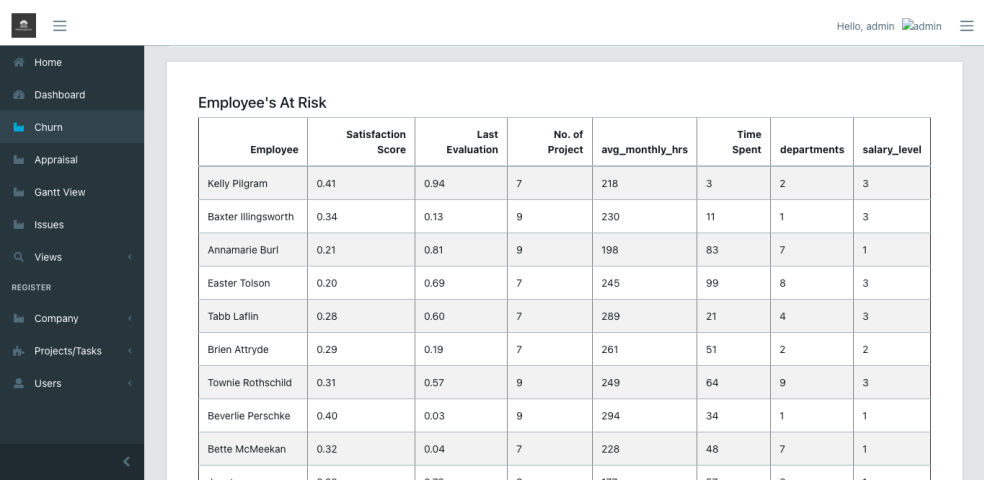 Hello, admin admin
Home
Dashboard
Churn
Appraisal
Gantt View
Issues
Views
REGISTER
Company
Projects/Tasks
Users
Employee's At Risk
Employee Satisfaction Score Last Evaluation No. of Project avg_monthly_hrs Time Spent departments salary_level
Kelly Pilgram 0.41 0.94 7 218 3 2 3
Baxter Illingsworth 0.34 0.13 9 230 11 1 3
Annamarie Burl 0.21 0.81 9 198 83 7 1
Easter Tolson 0.20 0.69 7 245 99 8 3
Tabb Laflin 0.28 0.60 7 289 21 4 3
Brien Attryde 0.29 0.19 7 261 51 2 2
Townie Rothschild 0.31 0.57 9 249 64 9 3
Beverlie Perschke 0.40 0.03 9 294 34 1 1
Bette McMeekan 0.32 0.04 7 228 48 7 1